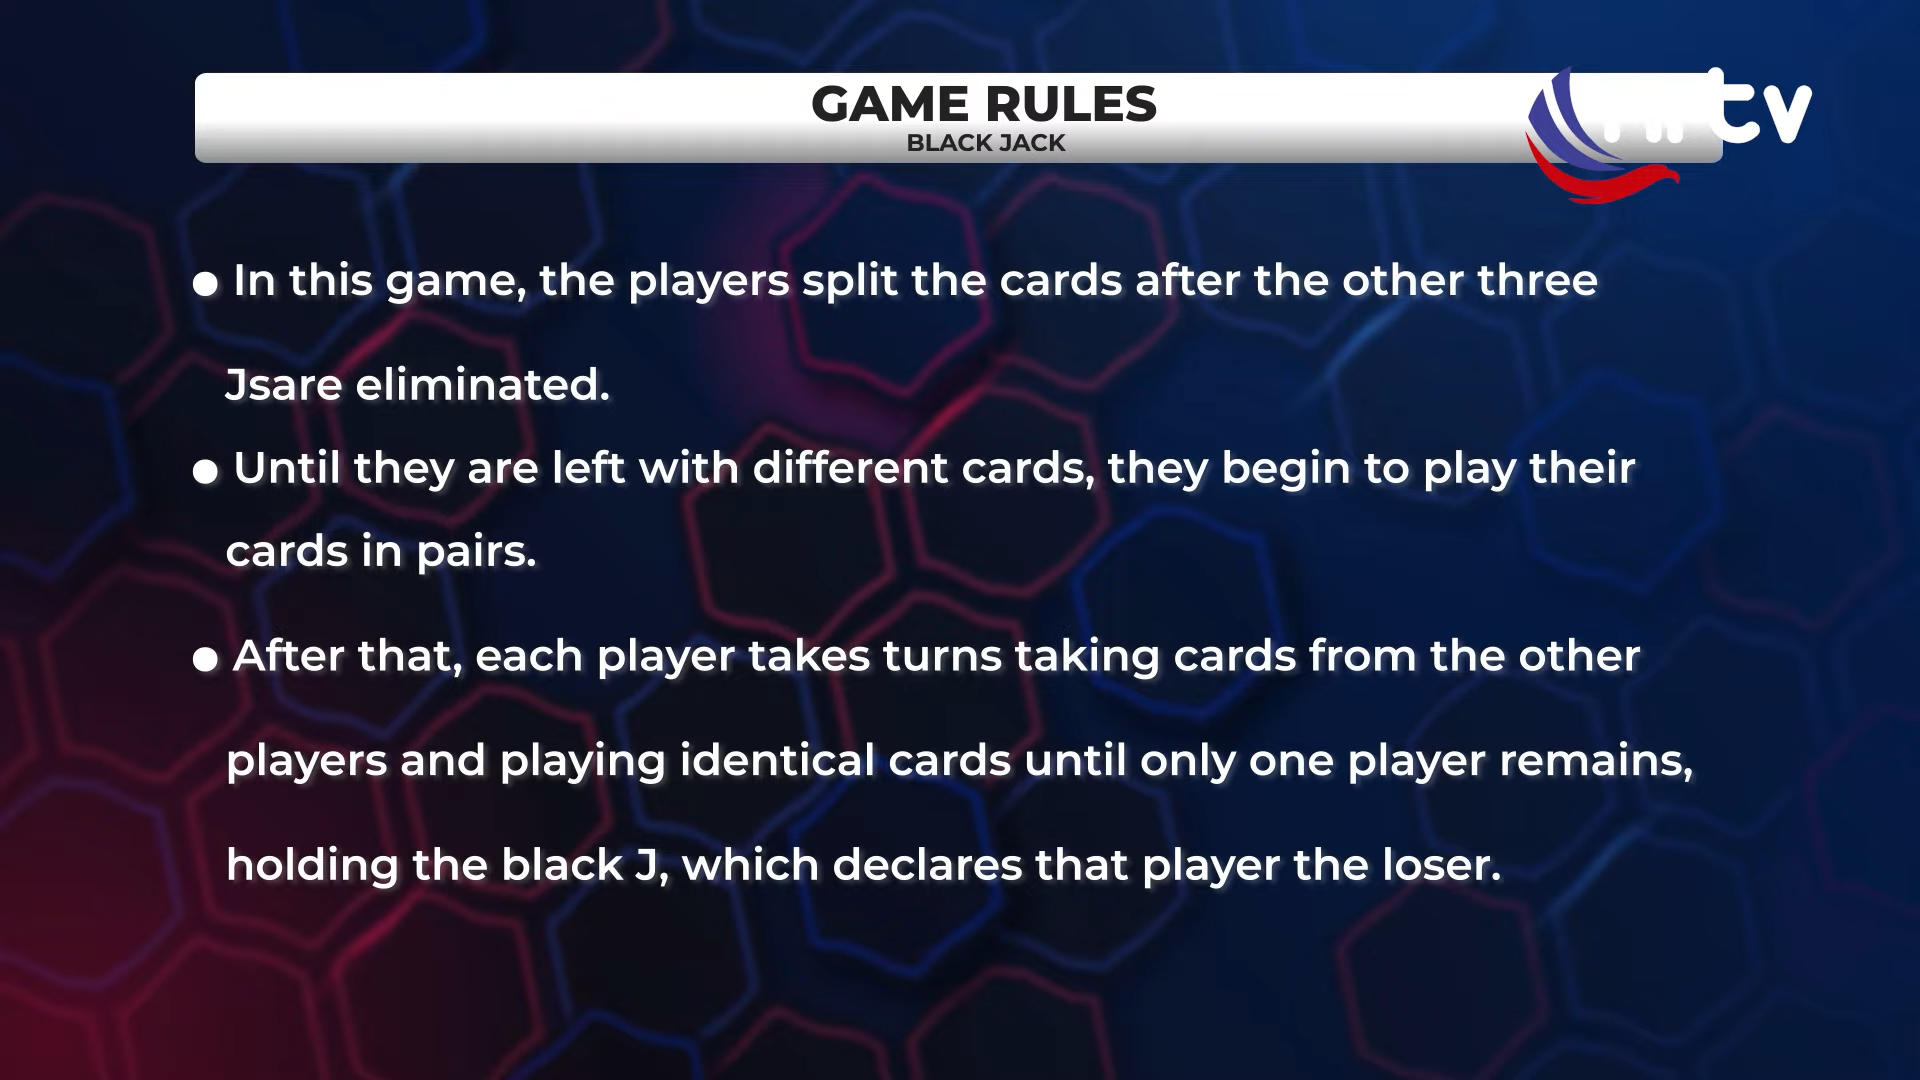 GAME RULES
BLACK JACK
tv
● In this game, the players split the cards after the other three
Jsare eliminated.
● Until they are left with different cards, they begin to play their
cards in pairs.
● After that, each player takes turns taking cards from the other
players and playing identical cards until only one player remains,
holding the black J, which declares that player the loser.